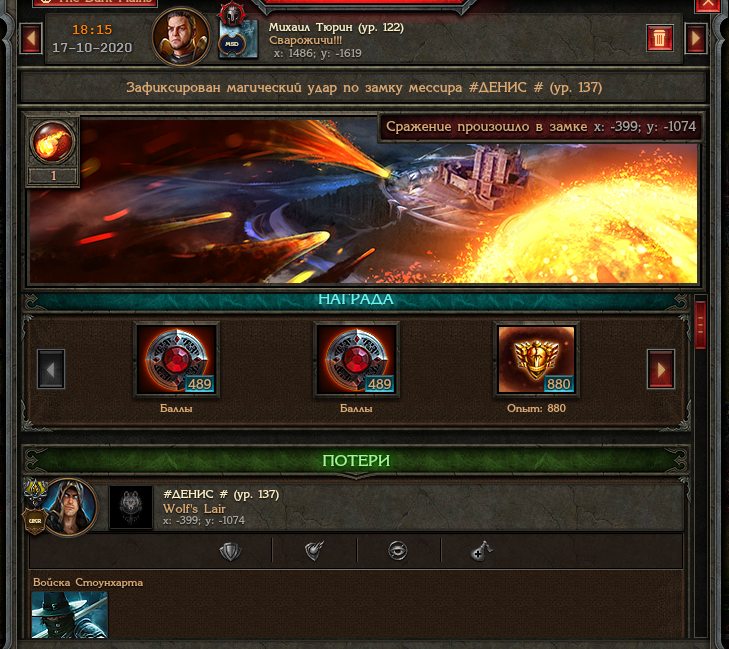 The Dark Plains
18:15
17-10-2020
MSD
Михаил Тюрин (ур. 122)
Сварожичи!!!
x: 1486; y: -1619
Зафиксирован магический удар по замку мессира #ДЕНИС # (ур. 137)
Сражение произошло в замке x: -399; y: -1074
1
НАГРАДА
489
489
880
Баллы
Баллы
Опыт: 880
ПОТЕРИ
#ДЕНИС # (ур. 137)
Wolf's Lair
x: -399; y: -1074
Войска Стоунхарта